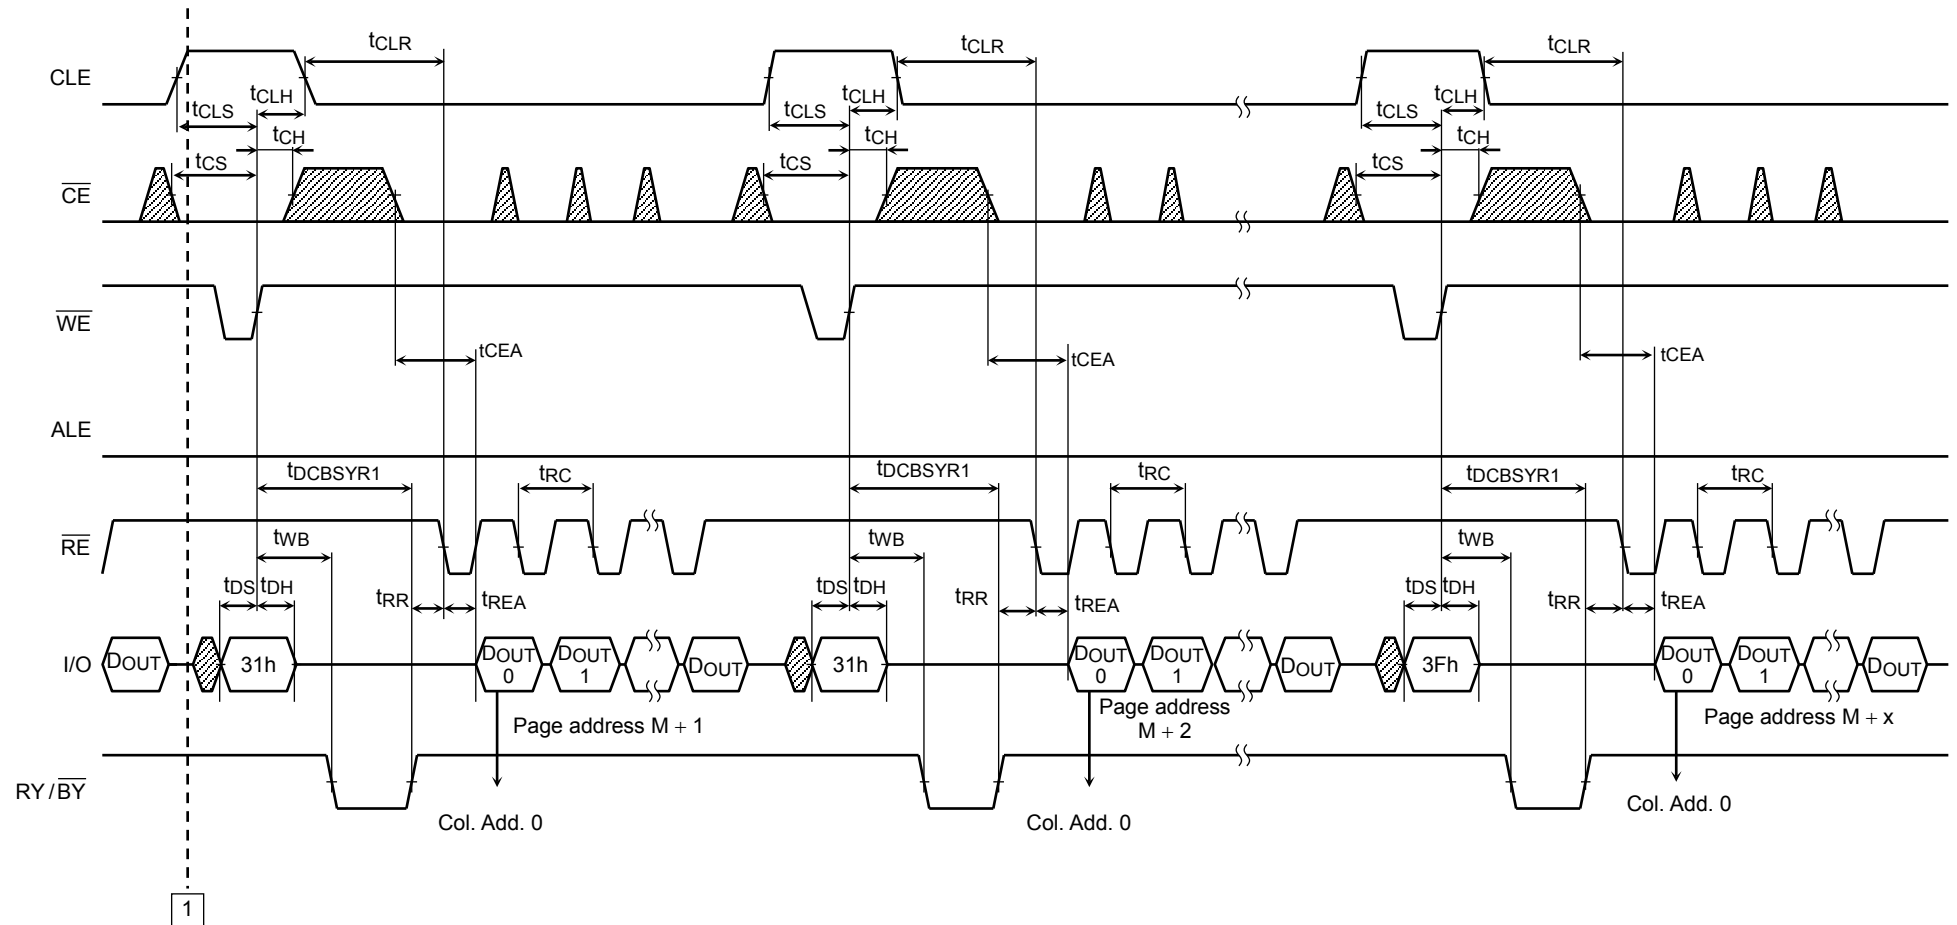 tCLR tCLR tCLR
CLE
tCLH tCLH tCLH
tCLS tCLS tCLS
tCH tCH tCH
tCS tCS tCS
CE
WE
tCEA tCEA tCEA
ALE
tDCBSYR1 tRC tDCBSYR1 tRC tDCBSYR1 tRC
tWB tWB tWB
RE
tDS tDH tDS tDH tDS tDH
tRR tREA tRR tREA tRR tREA
I/O DOUT 31h DOUT 0 DOUT 1 DOUT 31h DOUT 0 DOUT 1 DOUT 3Fh DOUT 0 DOUT 1 DOUT
Page address M + 1
Page address
M + 2
Page address M + x
RY/BY
Col. Add. 0 Col. Add. 0 Col. Add. 0
1